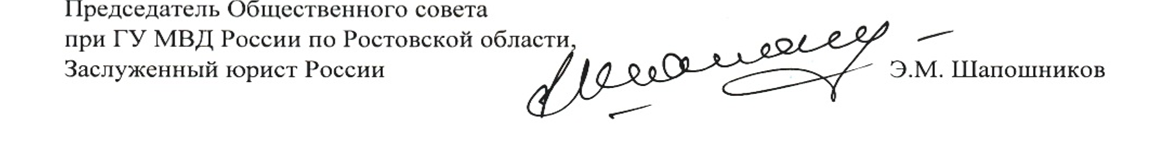 Председатель Общественного совета
при ГУ МВД России по Ростовской области,
Заслуженный юрист России Э.М. Шапошников